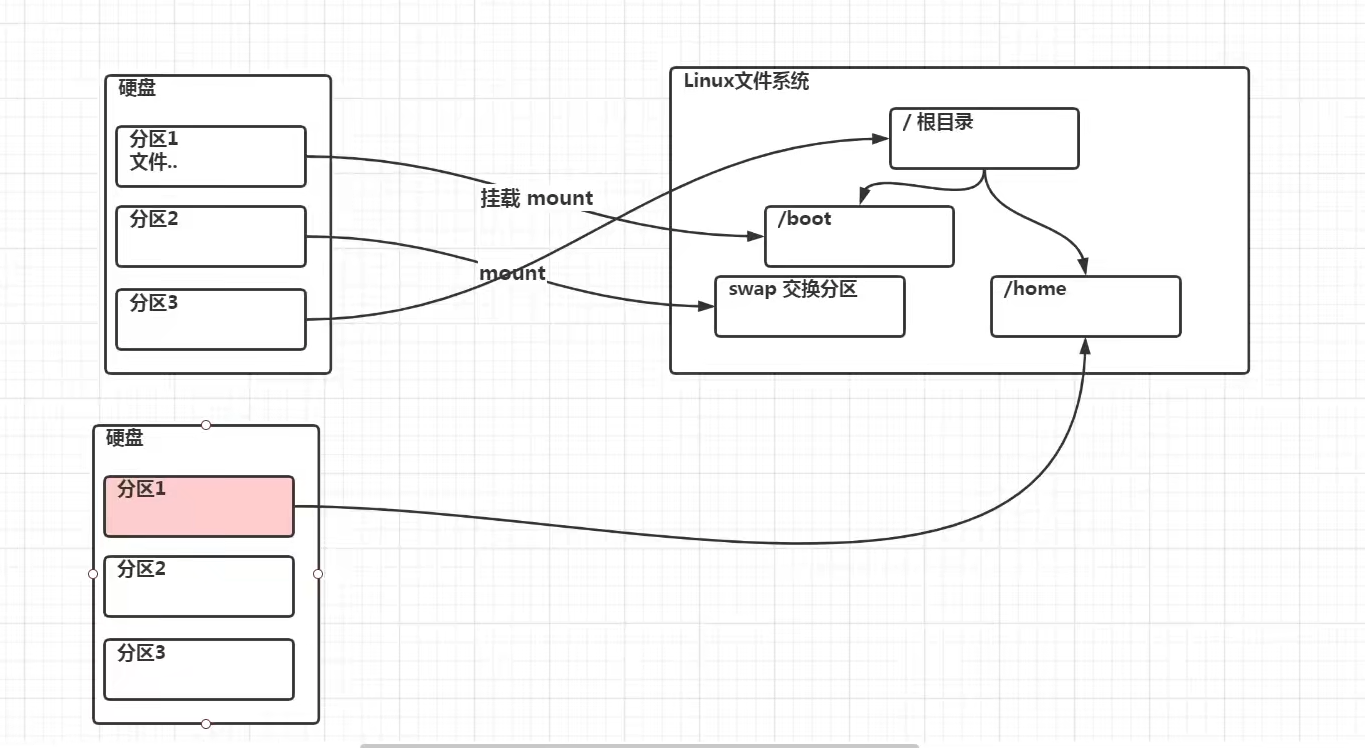 硬盘
分区1
文件..
分区2
分区3
挂载 mount
mount
Linux文件系统
/ 根目录
/boot
swap 交换分区
/home
硬盘
分区1
分区2
分区3